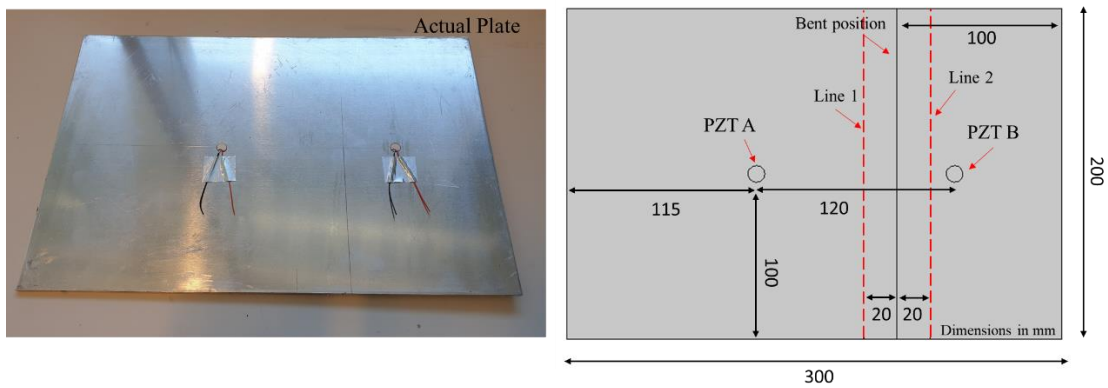 Actual Plate
Bent position
100
Line 1
Line 2
PZT A
PZT B
200
115
120
100
20
20
Dimensions in mm
300